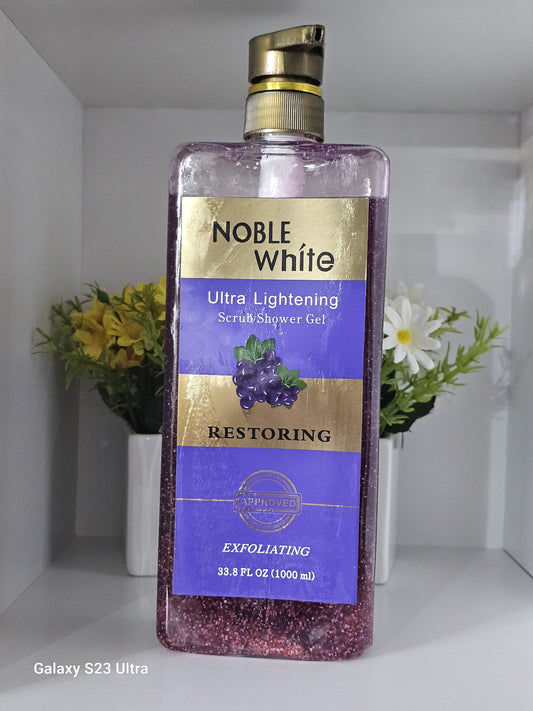 NOBLE
White
Ultra Lightening
Scrub/Shower Gel
RESTORING
APPROVED
EXFOLIATING
33.8 FL OZ (1000 ml)
Galaxy S23 Ultra